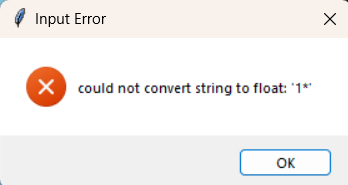 Input Error
could not convert string to float: '1*'
OK